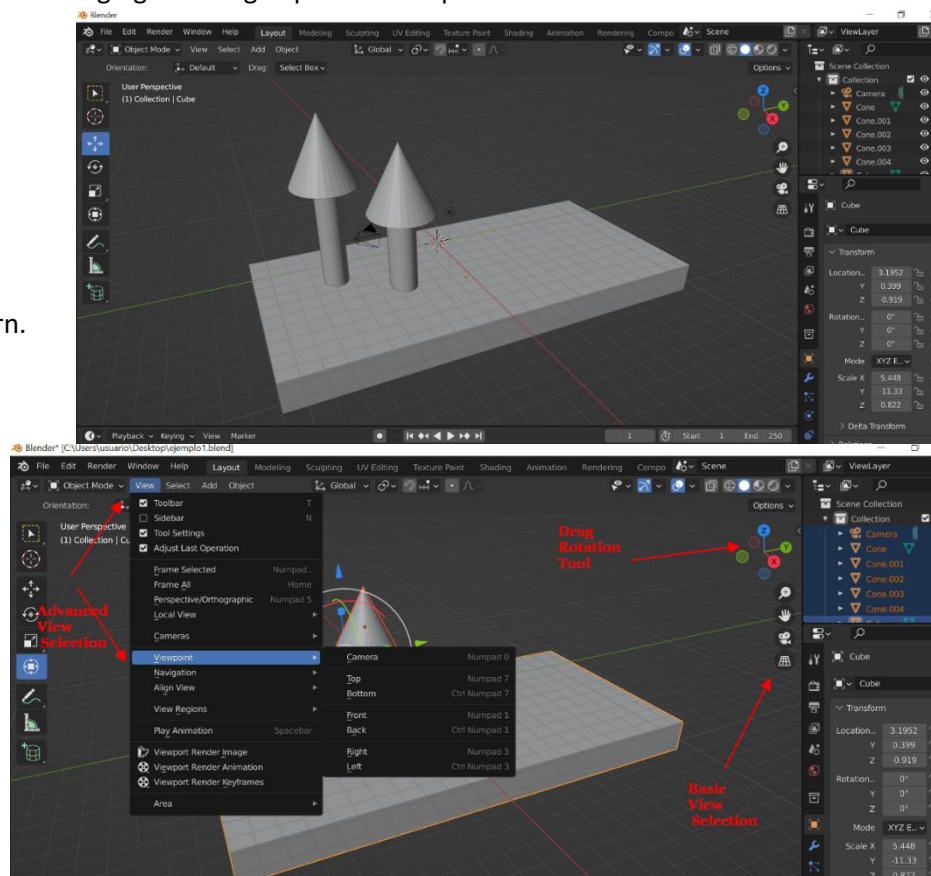 Blender
File Edit Render Window Help Layout Modeling Sculpting UV Editing Texture Paint Shading Animation Rendering Compo Scene ViewLayer
Object Mode View Select Add Object Global
Orientation: Default Drag: Select Box Options
User Perspective
(1) Collection | Cube
Z
Y
X
Scene Collection
Collection
Camera
Cone
Cone.001
Cone.002
Cone.003
Cone.004
Cube
Cube
Transform
Location.. 3.1952
Y 0.399
Z -0.919
Rotation.. 0°
Y 0°
Z 0°
Mode XYZ E..
Scale X 5.448
Y -11.33
Z 0.822
Delta Transform
rn.
Playback Keying View Marker 1 Start 1 End 250
Blender* [C:\Users\usuario\Desktop\ejemplo1.blend]
File Edit Render Window Help Layout Modeling Sculpting UV Editing Texture Paint Shading Animation Rendering Compo Scene ViewLayer
Object Mode View Select Add Object Global
Orientation: Options
User Perspective
(1) Collection | Cu
Toolbar T
Sidebar N
Tool Settings
Adjust Last Operation
Frame Selected Numpad .
Frame All Home
Perspective/Orthographic Numpad 5
Local View
Cameras
Viewpoint
Navigation
Align View
View Regions
Play Animation Spacebar
Viewport Render Image
Viewport Render Animation
Viewport Render Keyframes
Area
Camera Numpad 0
Top Numpad 7
Bottom Ctrl Numpad 7
Front Numpad 1
Back Ctrl Numpad 1
Right Numpad 3
Left Ctrl Numpad 3
Advanced
View
Selection
Drag
Rotation
Tool
Basic
View
Selection
Z
Y
X
Scene Collection
Collection
Camera
Cone
Cone.001
Cone.002
Cone.003
Cone.004
Cube
Cube
Transform
Location.. 3.1952
Y 0.399
Z -0.919
Rotation.. 0°
Y 0°
Z 0°
Mode XYZ E..
Scale X 5.448
Y -11.33
Z 0.822